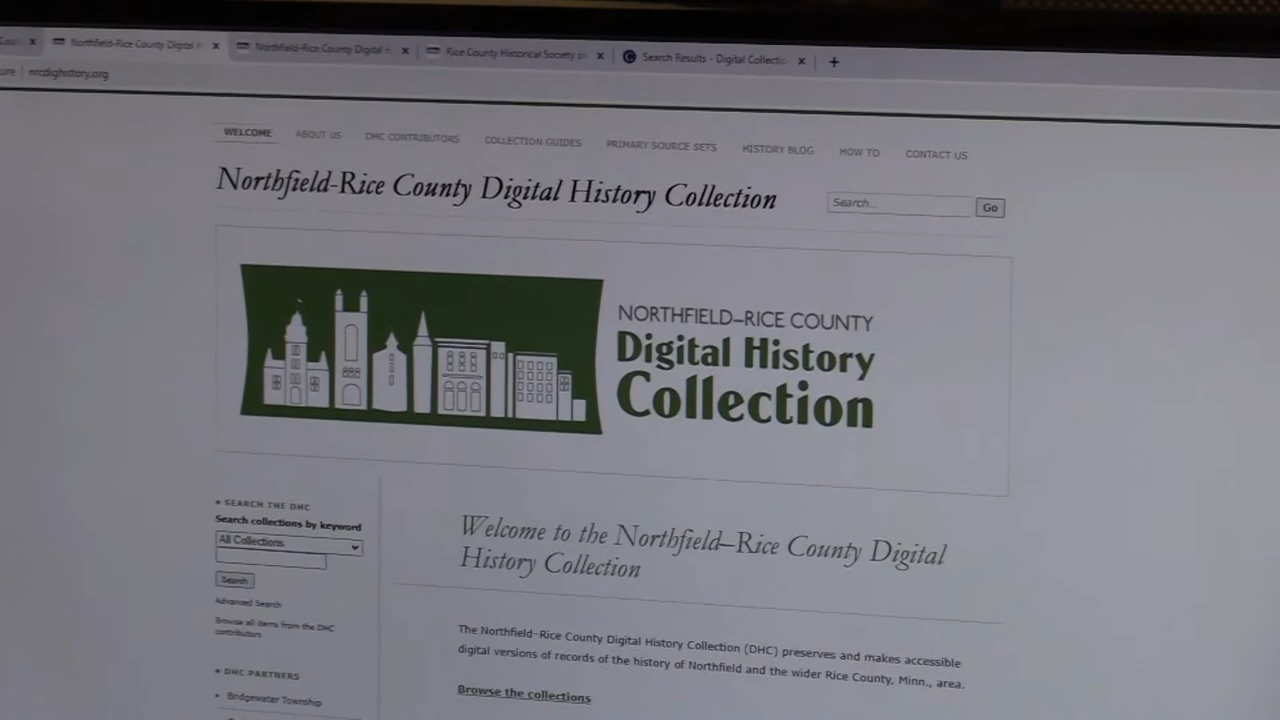 Northfield-Rice County Digital H
Northfield-Rice County Digital H
Rice County Historical Society p
Search Results - Digital Collectio
ure | nrcdighistory.org
WELCOME ABOUT US DHC CONTRIBUTORS COLLECTION GUIDES PRIMARY SOURCE SETS HISTORY BLOG HOW TO CONTACT US
Northfield-Rice County Digital History Collection
Search... Go
NORTHFIELD–RICE COUNTY
Digital History
Collection
SEARCH THE DHC
Search collections by keyword
All Collections
Search
Advanced Search
Browse all items from the DHC
contributors
DHC PARTNERS
Bridgewater Township
Welcome to the Northfield–Rice County Digital
History Collection
The Northfield-Rice County Digital History Collection (DHC) preserves and makes accessible
digital versions of records of the history of Northfield and the wider Rice County, Minn., area.
Browse the collections